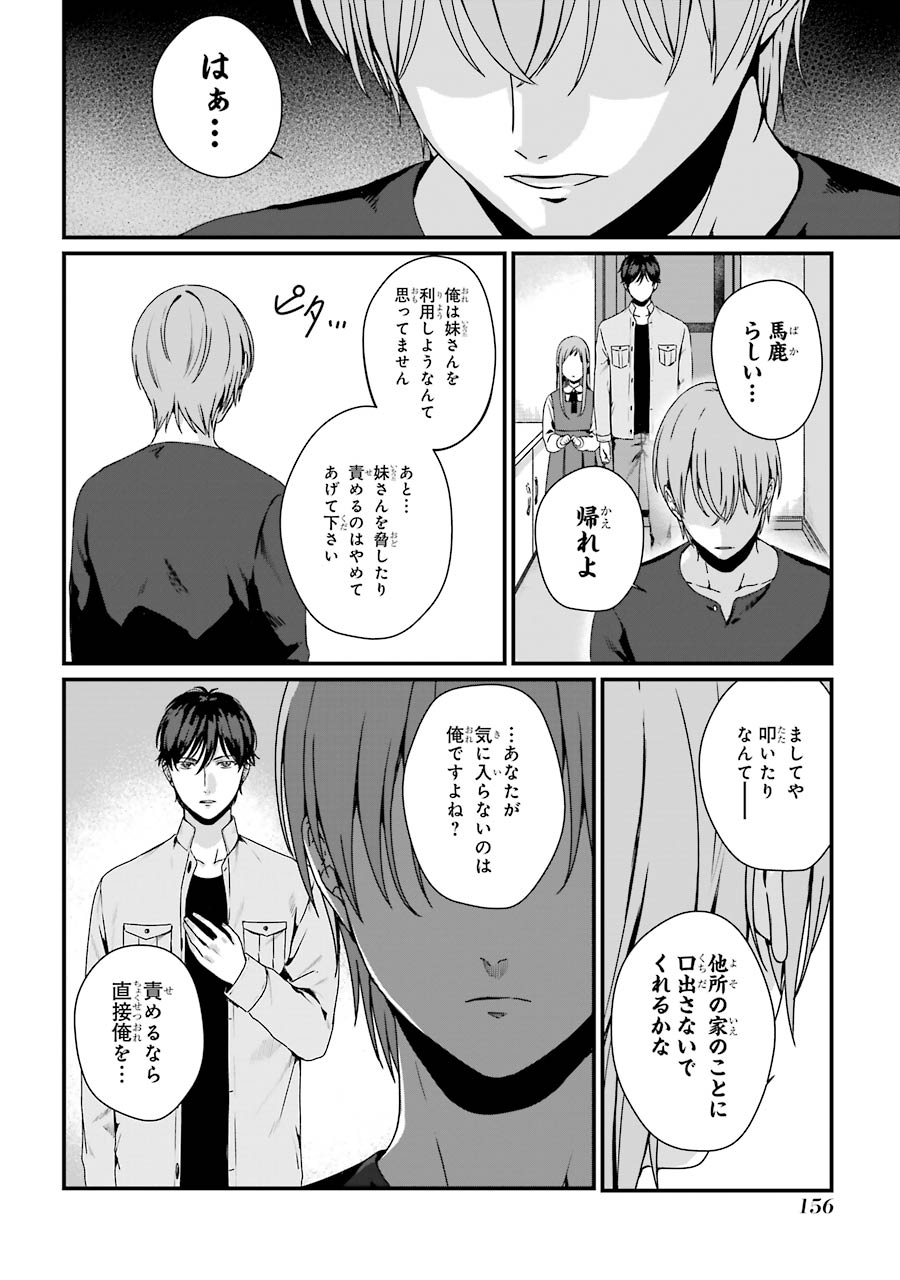 はぁ…
馬鹿
らしい…
帰れよ
俺は妹さんを
利用しようなんて
思ってません
あと…
妹さんを脅したり
責めるのはやめて
あげて下さい
ピタ…
ましてや
叩いたり
なんて——
他所の家のことに
口出さないで
くれるかな
…あなたが
気に入らないのは
俺ですよね？
責めるなら
直接俺を…
156